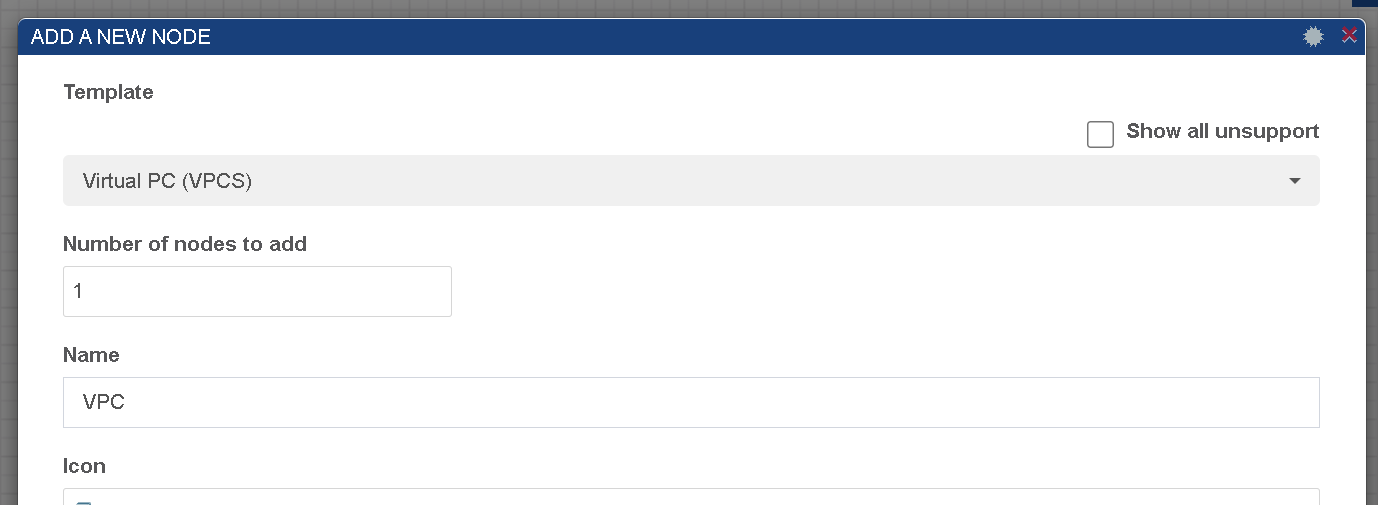 ADD A NEW NODE
Template
Show all unsupport
Virtual PC (VPCS)
Number of nodes to add
1
Name
VPC
Icon